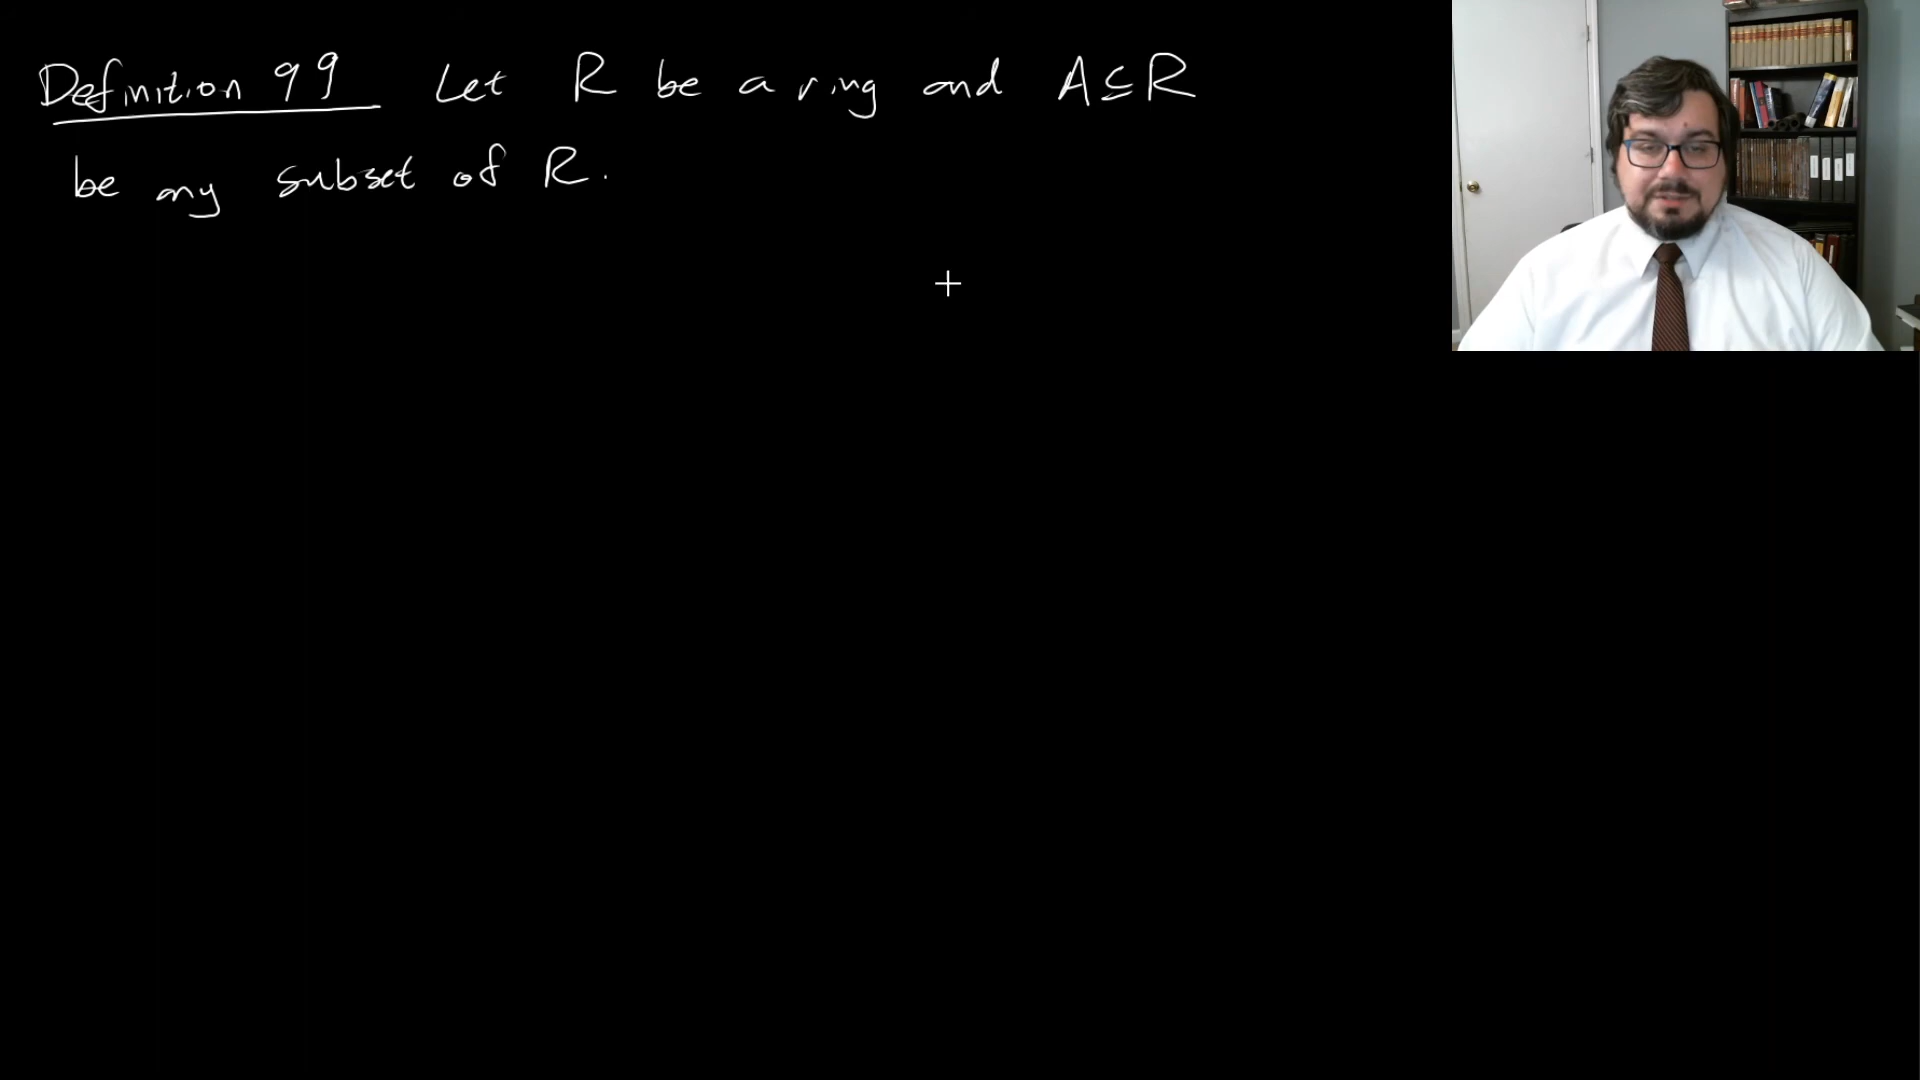 Definition 99 Let R be a ring and A ⊆ R
be any subset of R.